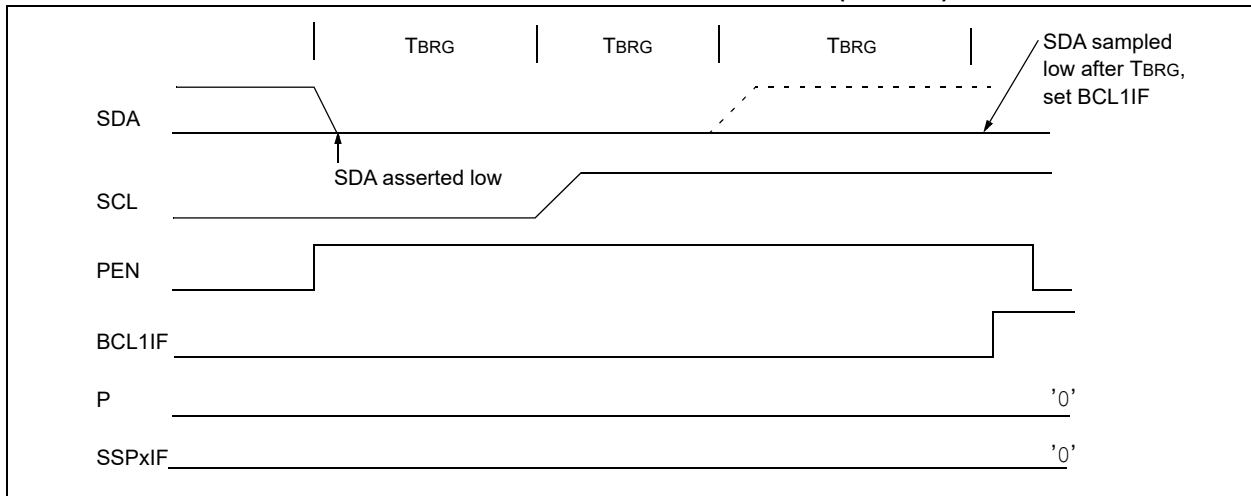 TBRG TBRG TBRG
SDA sampled
low after TBRG,
set BCL1IF
SDA
SDA asserted low
SCL
PEN
BCL1IF
P '0'
SSPxIF '0'